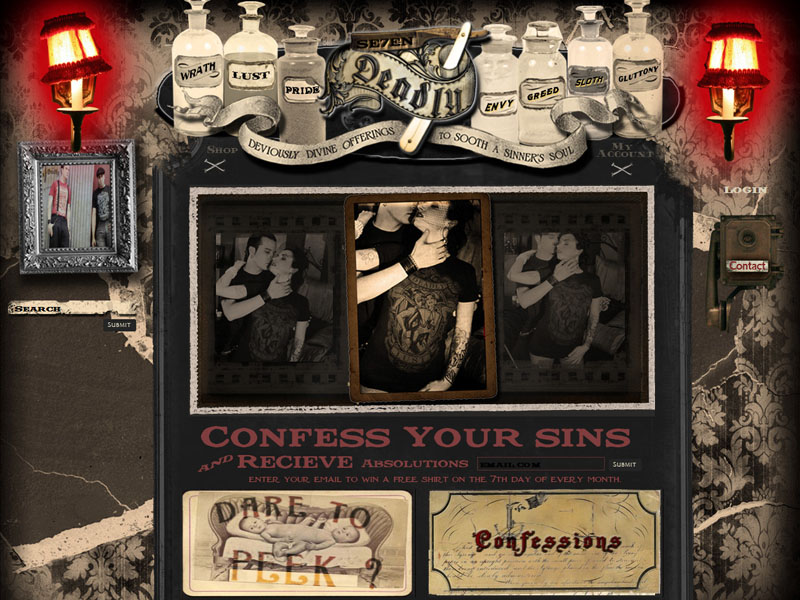 SE7EN
Deadly
WRATH
LUST
PRIDE
ENVY
GREED
SLOTH
GLUTTONY
DEVIOUSLY DIVINE OFFERINGS TO SOOTH A SINNER'S SOUL
SHOP
MY ACCOUNT
LOGIN
Contact
SEARCH
SUBMIT
CONFESS YOUR SINS
AND RECIEVE ABSOLUTIONS
EMAIL.COM
SUBMIT
ENTER YOUR EMAIL TO WIN A FREE SHIRT ON THE 7TH DAY OF EVERY MONTH.
DARE TO
PEEK ?
Confessions